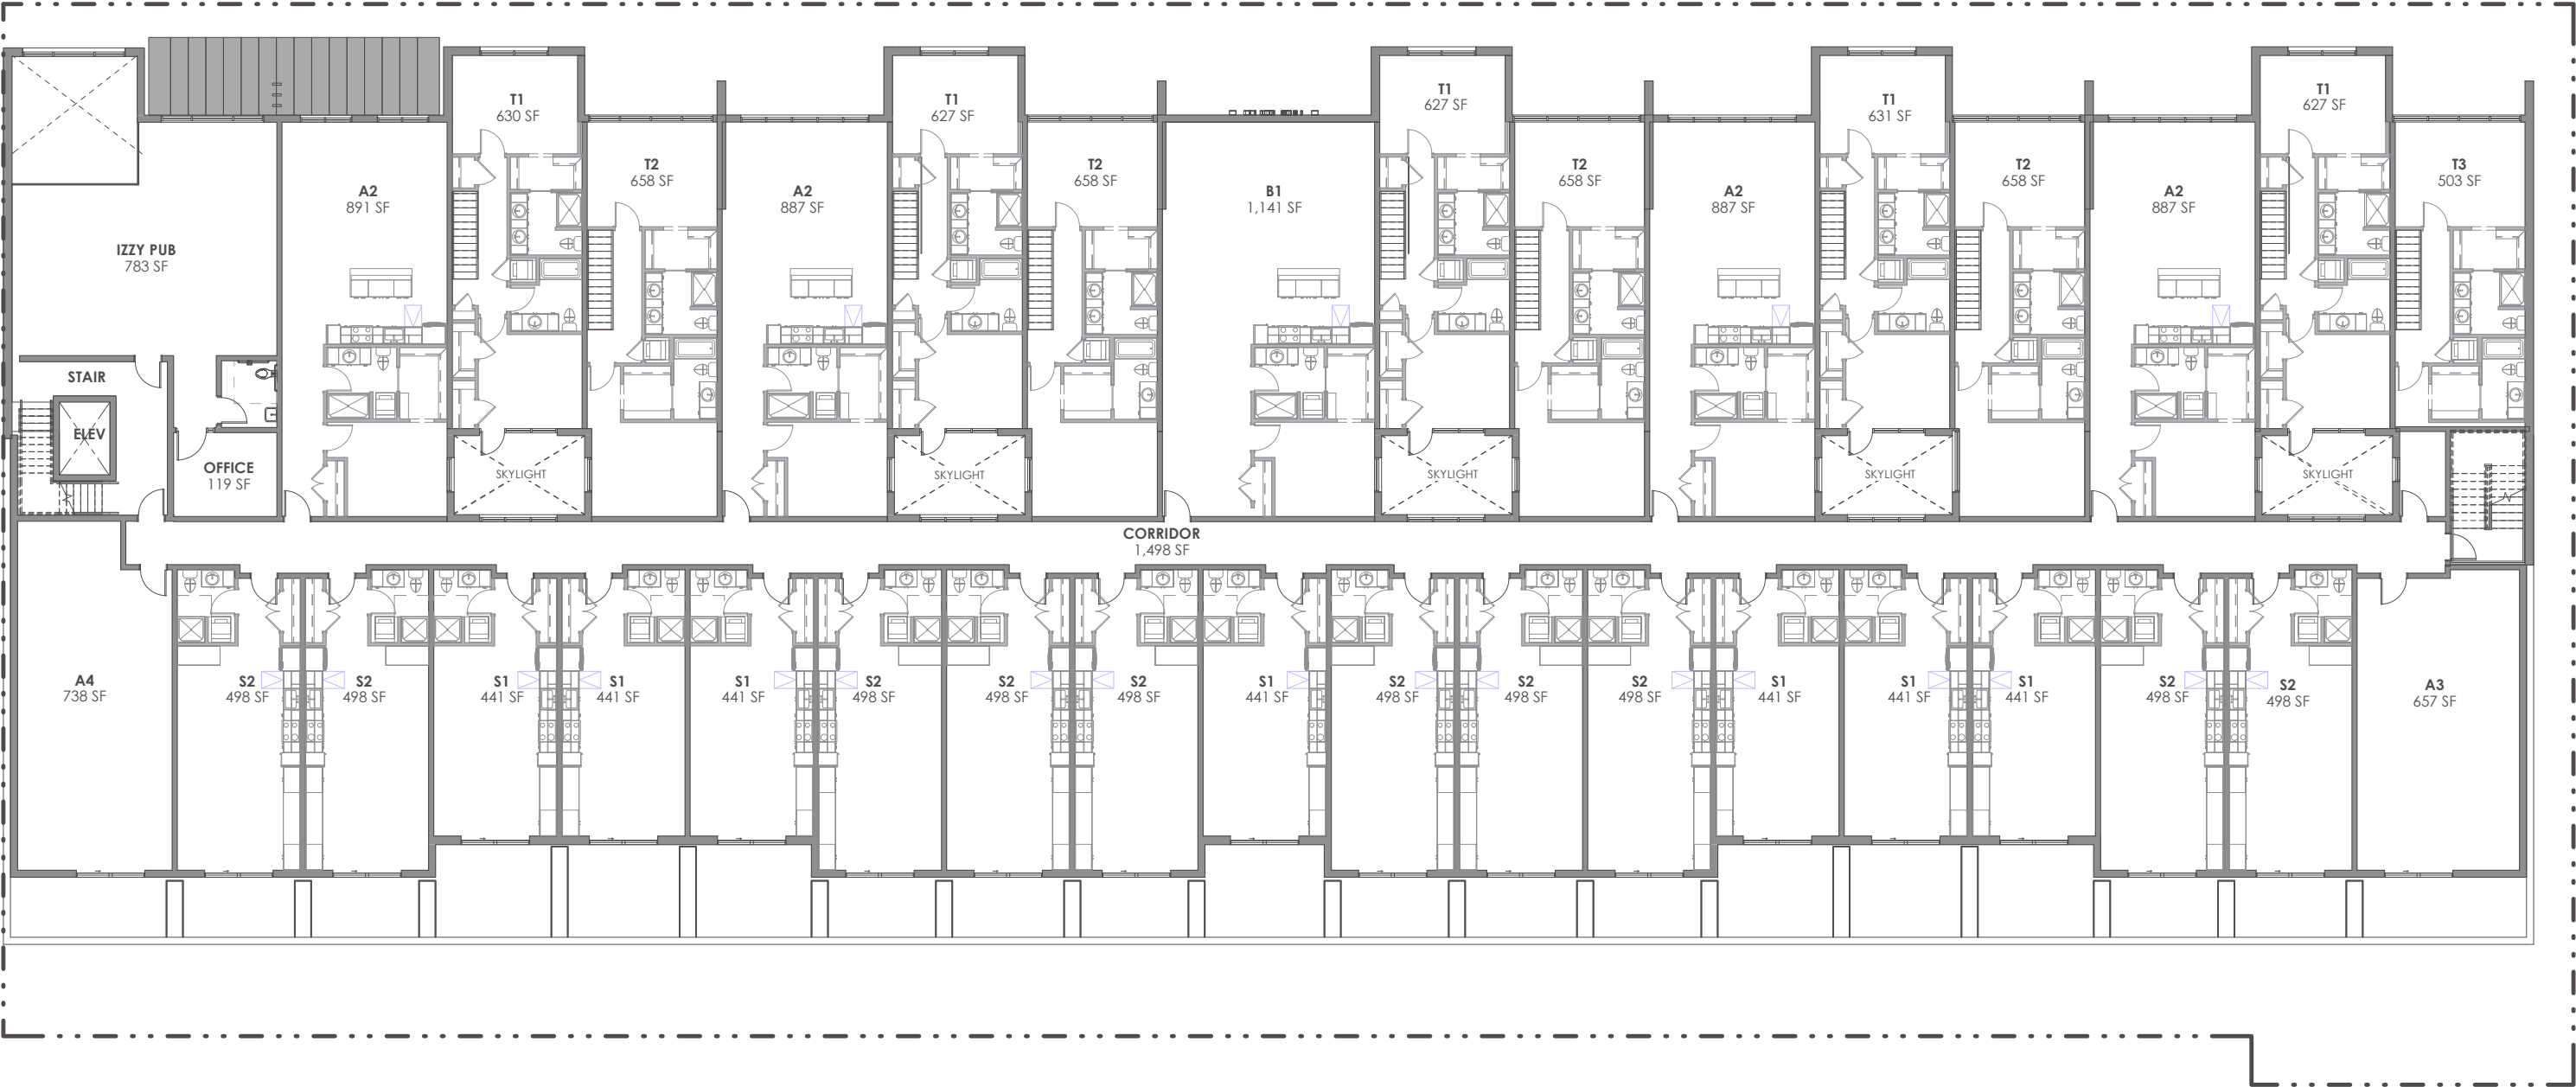 T1
630 SF
T1
627 SF
T1
627 SF
T1
631 SF
T1
627 SF
T2
658 SF
T2
658 SF
T2
658 SF
T2
658 SF
T3
503 SF
A2
891 SF
A2
887 SF
B1
1,141 SF
A2
887 SF
A2
887 SF
IZZY PUB
783 SF
STAIR
ELEV
OFFICE
119 SF
SKYLIGHT
SKYLIGHT
SKYLIGHT
SKYLIGHT
SKYLIGHT
CORRIDOR
1,498 SF
A4
738 SF
S2
498 SF
S2
498 SF
S1
441 SF
S1
441 SF
S1
441 SF
S2
498 SF
S2
498 SF
S2
498 SF
S1
441 SF
S2
498 SF
S2
498 SF
S2
498 SF
S1
441 SF
S1
441 SF
S1
441 SF
S2
498 SF
S2
498 SF
A3
657 SF